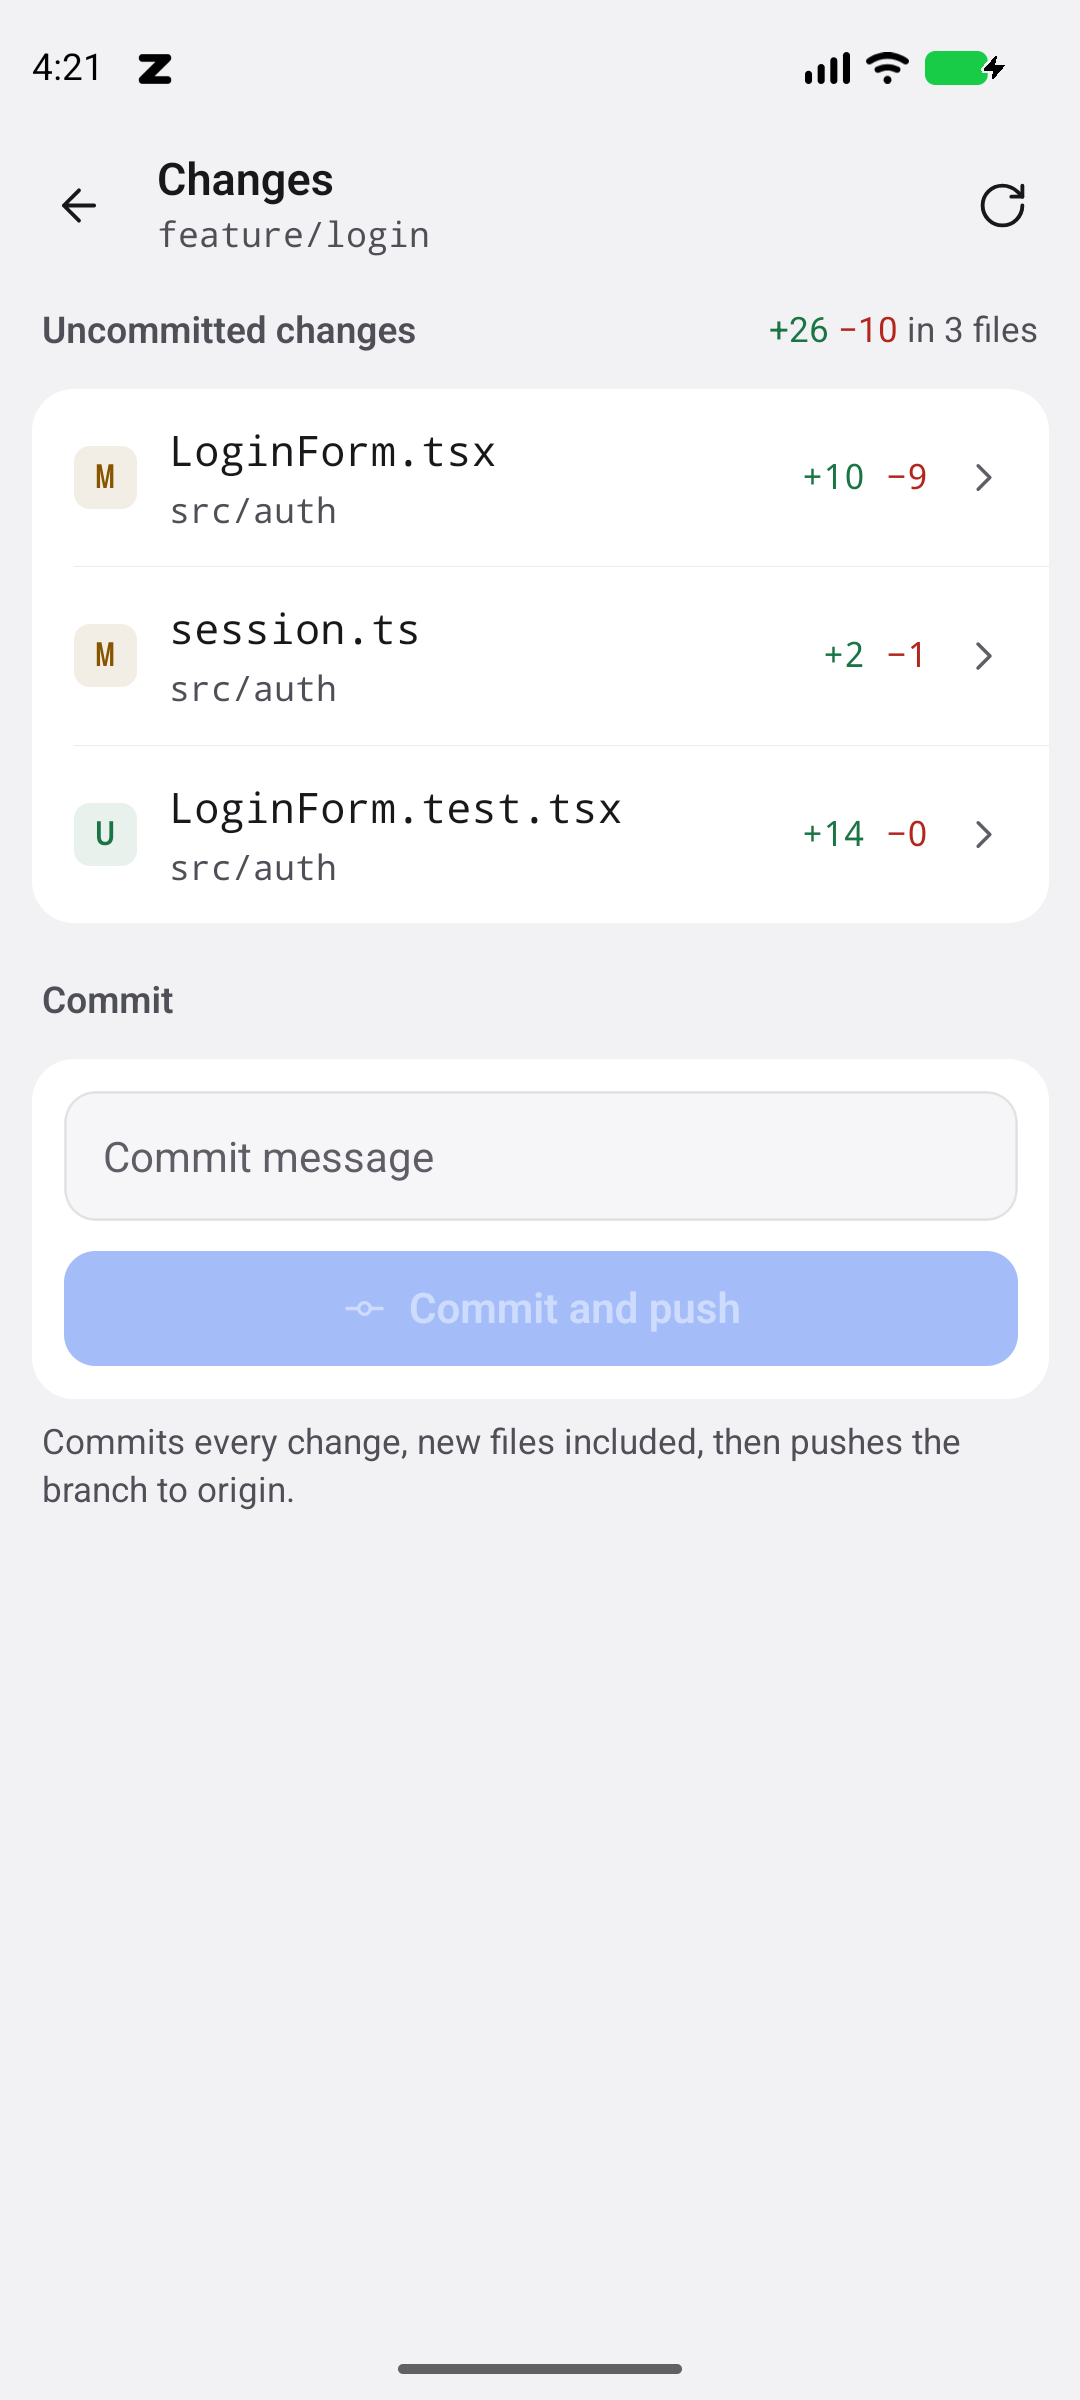 4:21
Changes
feature/login
Uncommitted changes
+26 −10 in 3 files
M
LoginForm.tsx
src/auth
+10 −9
M
session.ts
src/auth
+2 −1
U
LoginForm.test.tsx
src/auth
+14 −0
Commit
Commit message
Commit and push
Commits every change, new files included, then pushes the
branch to origin.